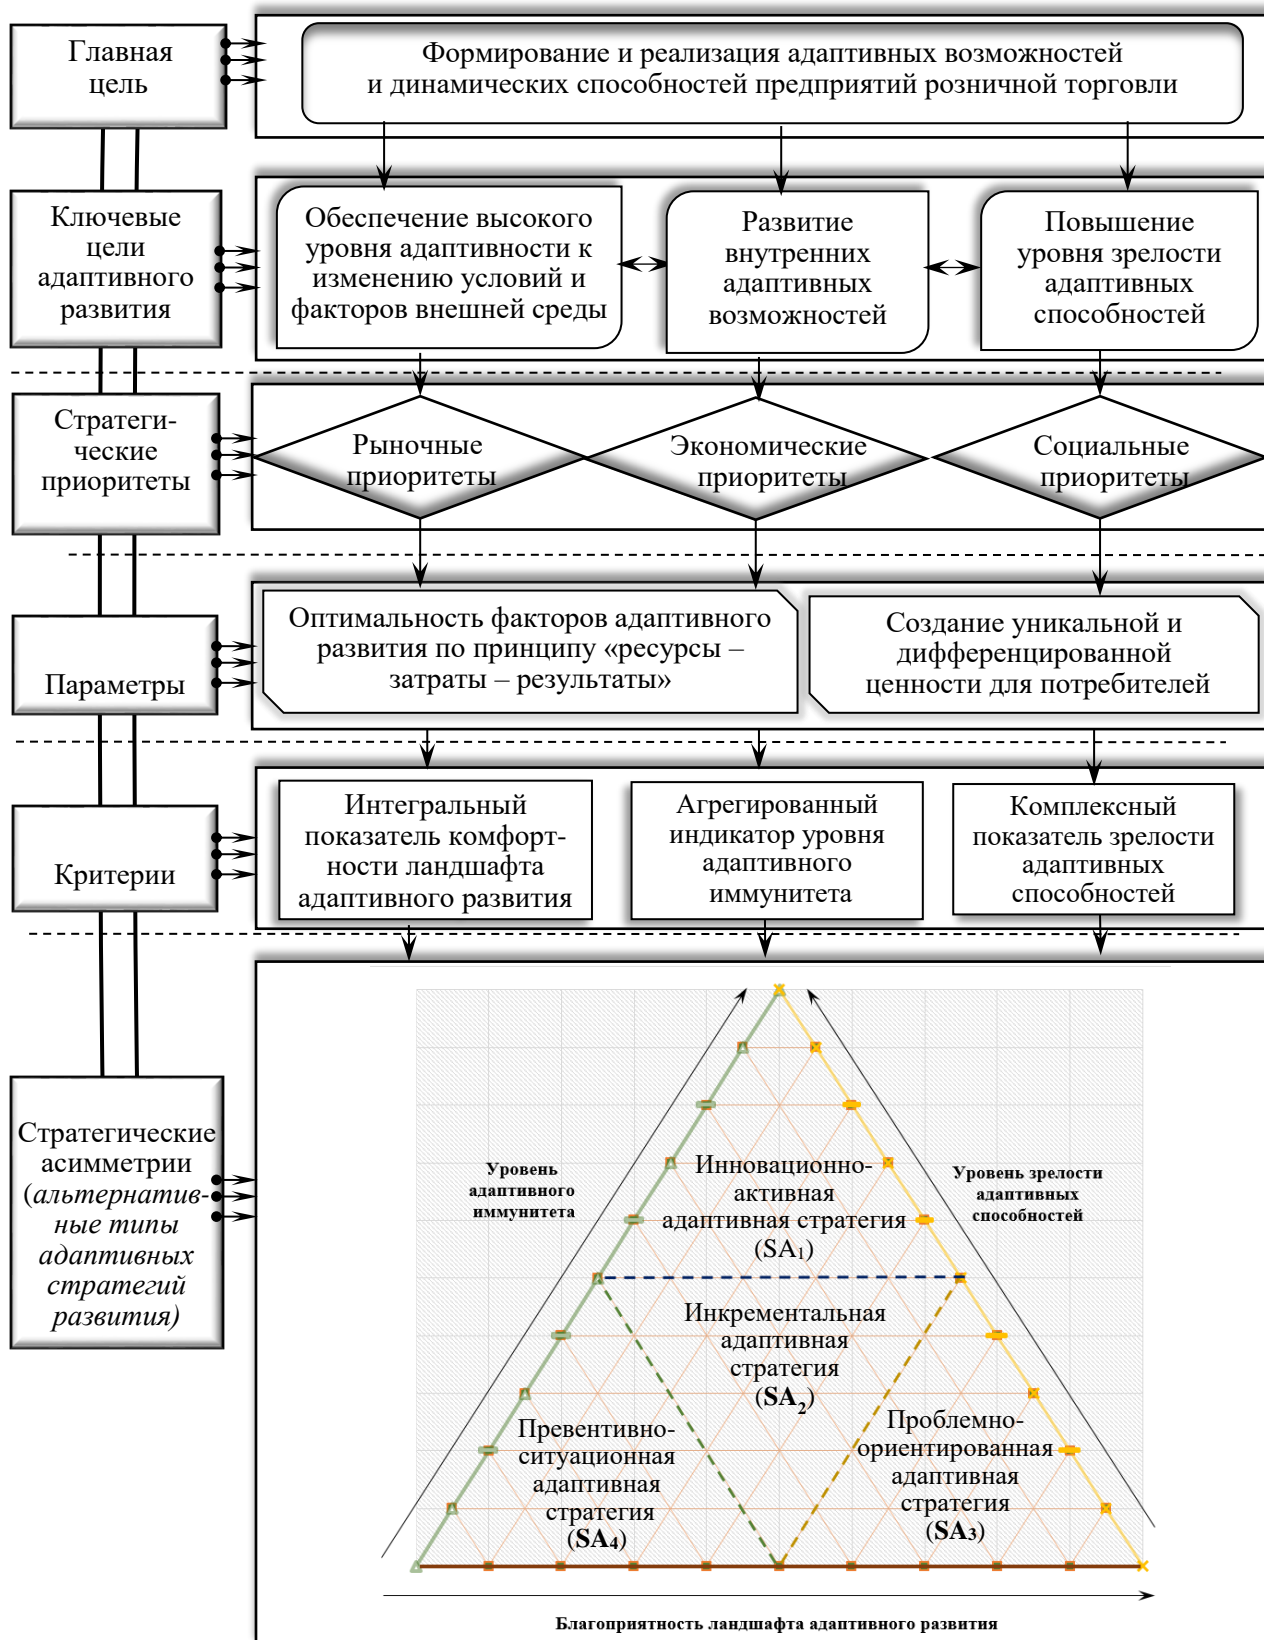 Главная
цель
Формирование и реализация адаптивных возможностей
и динамических способностей предприятий розничной торговли
Ключевые
цели
адаптивного
развития
Обеспечение высокого
уровня адаптивности к
изменению условий и
факторов внешней среды
Развитие
внутренних
адаптивных
возможностей
Повышение
уровня зрелости
адаптивных
способностей
Стратеги-
ческие
приоритеты
Рыночные
приоритеты
Экономические
приоритеты
Социальные
приоритеты
Параметры
Оптимальность факторов адаптивного
развития по принципу «ресурсы –
затраты – результаты»
Создание уникальной и
дифференцированной
ценности для потребителей
Критерии
Интегральный
показатель комфорт-
ности ландшафта
адаптивного развития
Агрегированный
индикатор уровня
адаптивного
иммунитета
Комплексный
показатель зрелости
адаптивных
способностей
Стратегические
асимметрии
(альтернатив-
ные типы
адаптивных
стратегий
развития)
Уровень
адаптивного
иммунитета
Инновационно-
активная
адаптивная стратегия
(SA₁)
Уровень зрелости
адаптивных
способностей
Инкрементальная
адаптивная
стратегия
(SA₂)
Превентивно-
ситуационная
адаптивная
стратегия
(SA₄)
Проблемно-
ориентированная
адаптивная
стратегия
(SA₃)
Благоприятность ландшафта адаптивного развития